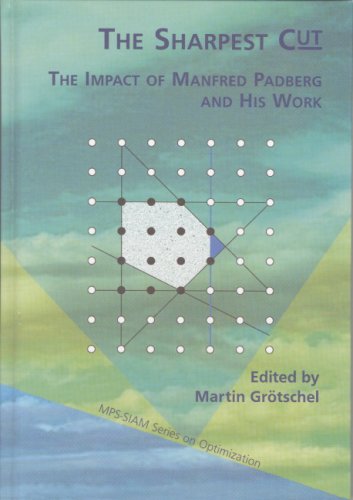 THE SHARPEST CUT
THE IMPACT OF MANFRED PADBERG
AND HIS WORK
Edited by
Martin Grötschel
MPS-SIAM Series on Optimization